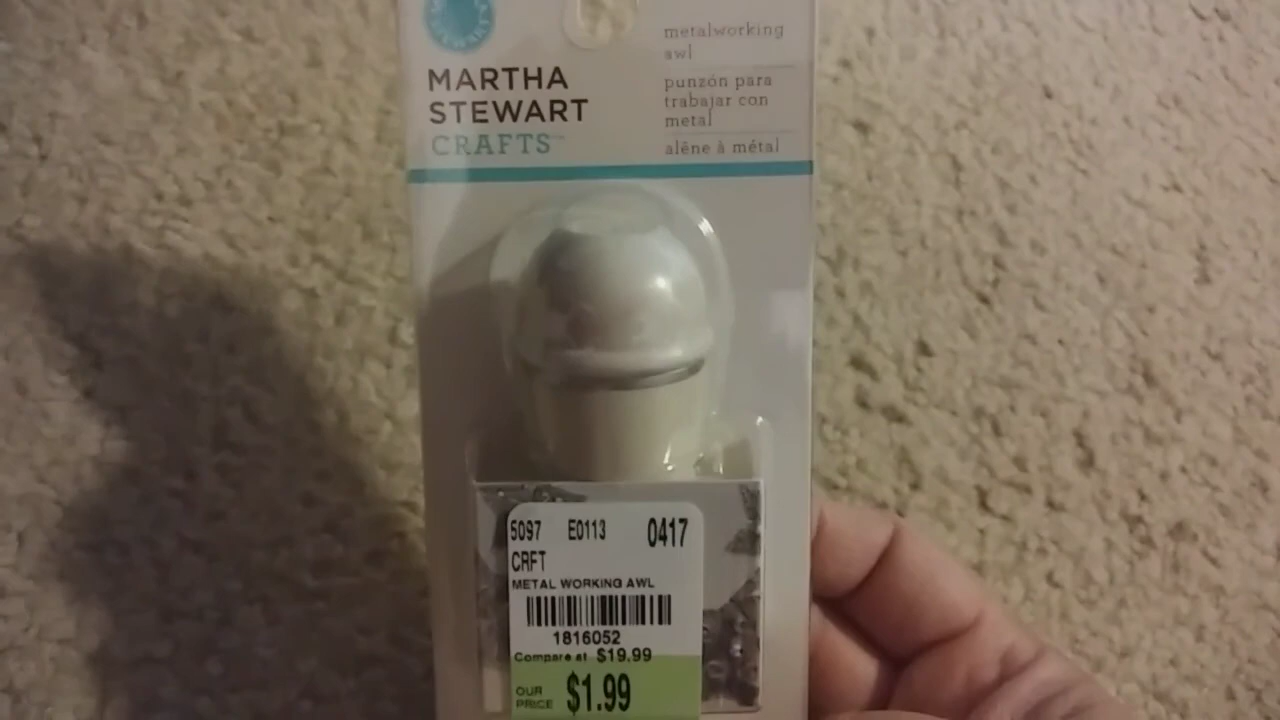 MARTHA
STEWART
CRAFTS™
metalworking
awl
punzón para
trabajar con
metal
alêne à métal
5097 E0113 0417
CRFT
METAL WORKING AWL
1816052
Compare at $19.99
OUR
PRICE $1.99